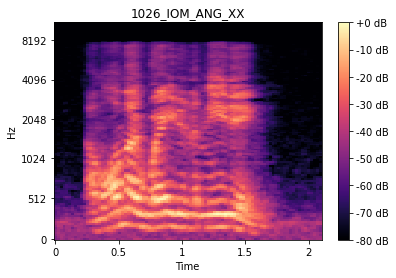 1026_IOM_ANG_XX
8192
4096
2048
1024
512
0
Hz
0
0.5
1
1.5
2
Time
+0 dB
-10 dB
-20 dB
-30 dB
-40 dB
-50 dB
-60 dB
-70 dB
-80 dB